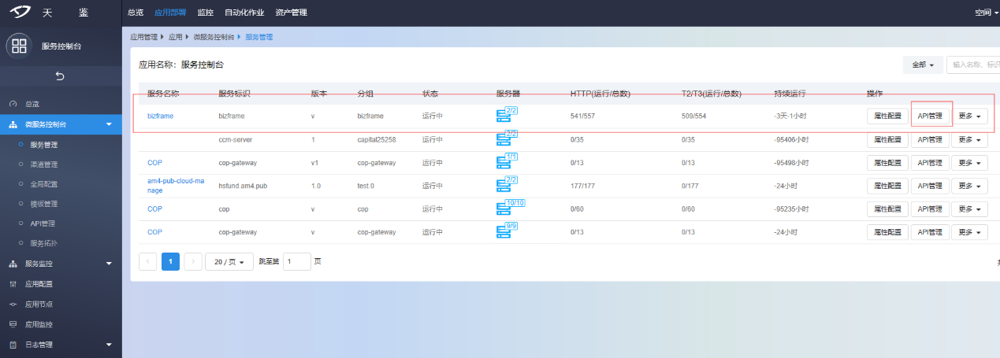 天 鉴 总览 应用部署 监控 自动化作业 资产管理 空间
服务控制台
总览
微服务控制台
服务管理
渠道管理
全局配置
模板管理
API管理
服务拓扑
服务监控
应用配置
应用节点
应用监控
日志管理
应用管理 应用 微服务控制台 服务管理
应用名称: 服务控制台 全部 输入名称、标识
服务名称 服务标识 版本 分组 状态 服务器 HTTP(运行/总数) T2/T3(运行/总数) 持续运行 操作
bizframe bizframe v bizframe 运行中 2/2 541/557 509/554 -3天-1小时 属性配置 API管理 更多
ccm-server 1 capital25258 运行中 2/2 0/35 0/35 -95406小时 属性配置 API管理 更多
COP cop-gateway v1 cop-gateway 运行中 1/1 0/13 0/13 -95498小时 属性配置 API管理 更多
am4-pub-cloud-ma
nage hsfund.am4.pub 1.0 test.0 运行中 2/2 177/177 0/177 -24小时 属性配置 API管理 更多
COP cop v cop 运行中 10/10 0/60 0/60 -95235小时 属性配置 API管理 更多
COP cop-gateway v cop-gateway 运行中 9/9 0/13 0/13 -24小时 属性配置 API管理 更多
1 20 / 页 跳至第 1 页